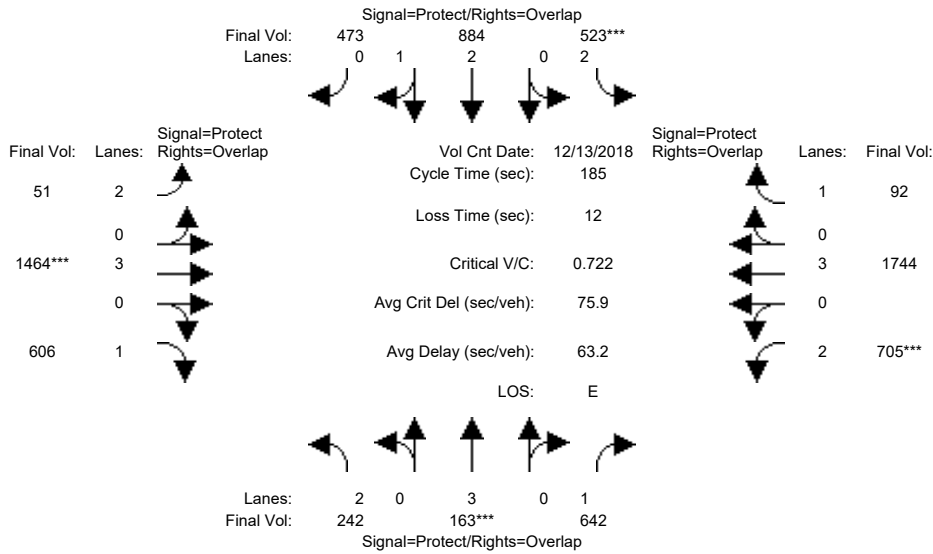 Signal=Protect/Rights=Overlap
Final Vol: 473 884 523***
Lanes: 0 1 2 0 2
Signal=Protect Signal=Protect
Final Vol: Lanes: Rights=Overlap Vol Cnt Date: 12/13/2018 Rights=Overlap Lanes: Final Vol:
Cycle Time (sec): 185
51 2 1 92
Loss Time (sec): 12
0 0
1464*** 3 Critical V/C: 0.722 3 1744
0 Avg Crit Del (sec/veh): 75.9 0
606 1 Avg Delay (sec/veh): 63.2 2 705***
LOS: E
Lanes: 2 0 3 0 1
Final Vol: 242 163*** 642
Signal=Protect/Rights=Overlap